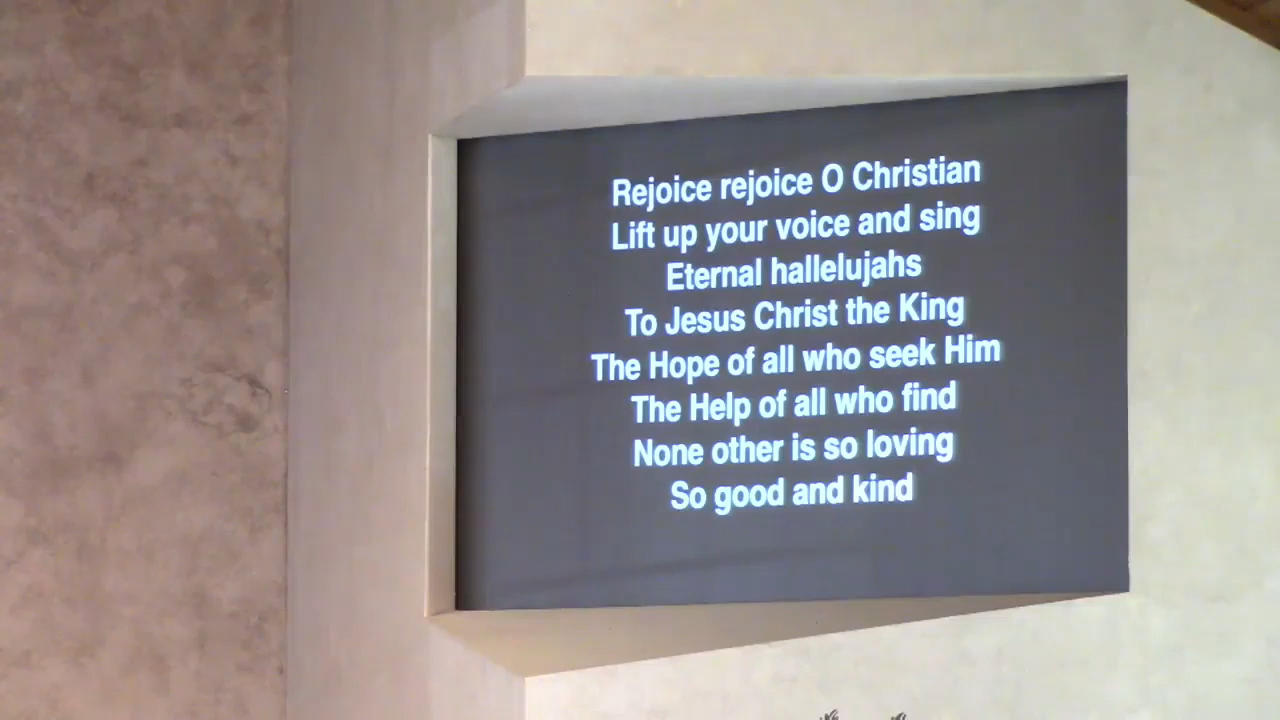 Rejoice rejoice O Christian
Lift up your voice and sing
Eternal hallelujahs
To Jesus Christ the King
The Hope of all who seek Him
The Help of all who find
None other is so loving
So good and kind